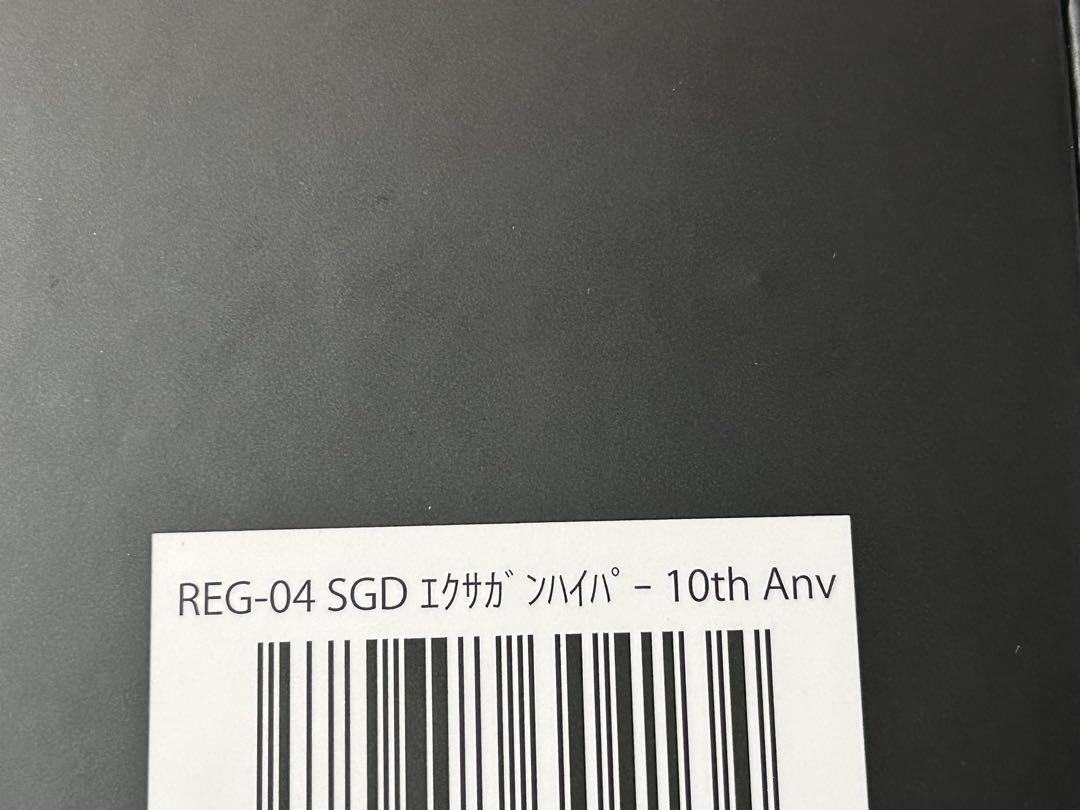 REG-04 SGD ｴｸｻｶﾞﾝﾊｲﾊﾟｰ 10th Anv